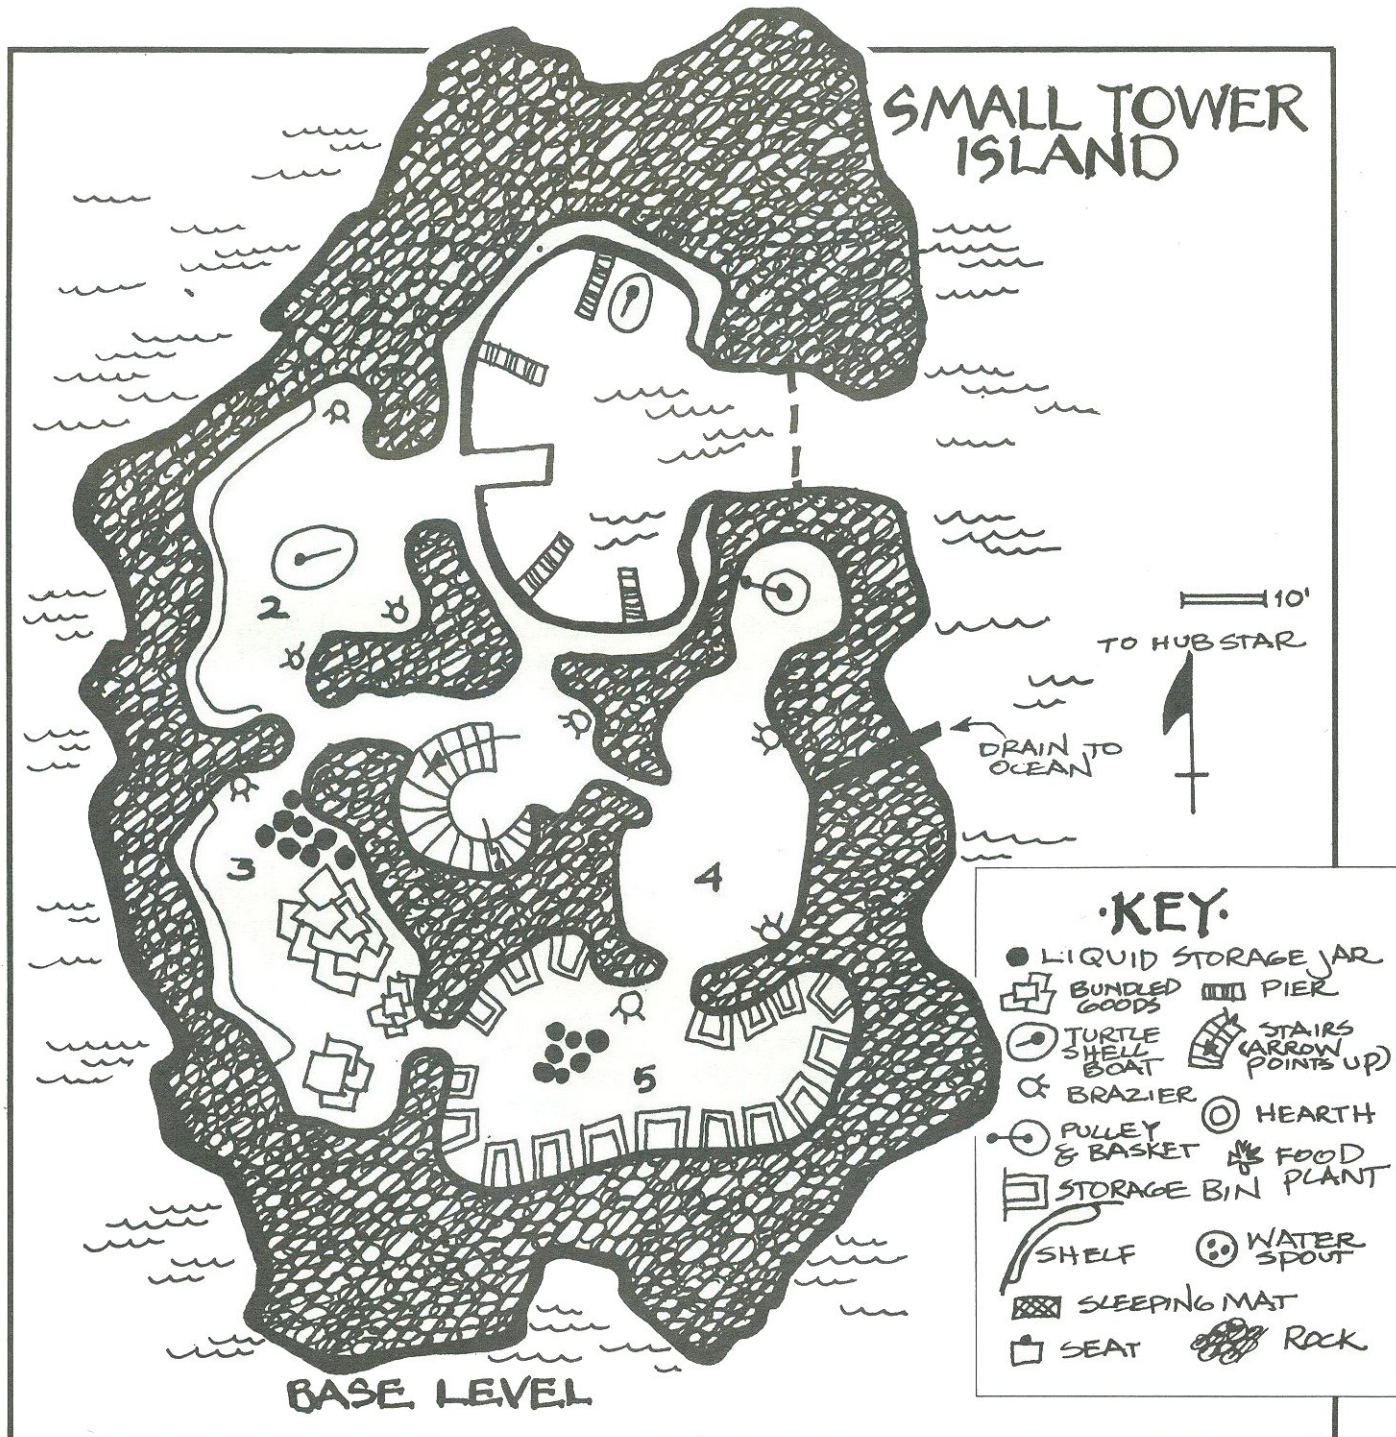 SMALL TOWER
ISLAND
2
10'
TO HUB STAR
DRAIN TO
OCEAN
3
4
5
·KEY·
LIQUID STORAGE JAR
BUNDLED
GOODS
PIER
TURTLE
SHELL
BOAT
STAIRS
(ARROW
POINTS UP)
BRAZIER
HEARTH
PULLEY
& BASKET
FOOD
PLANT
STORAGE BIN
SHELF
WATER
SPOUT
SLEEPING MAT
SEAT
ROCK
BASE LEVEL